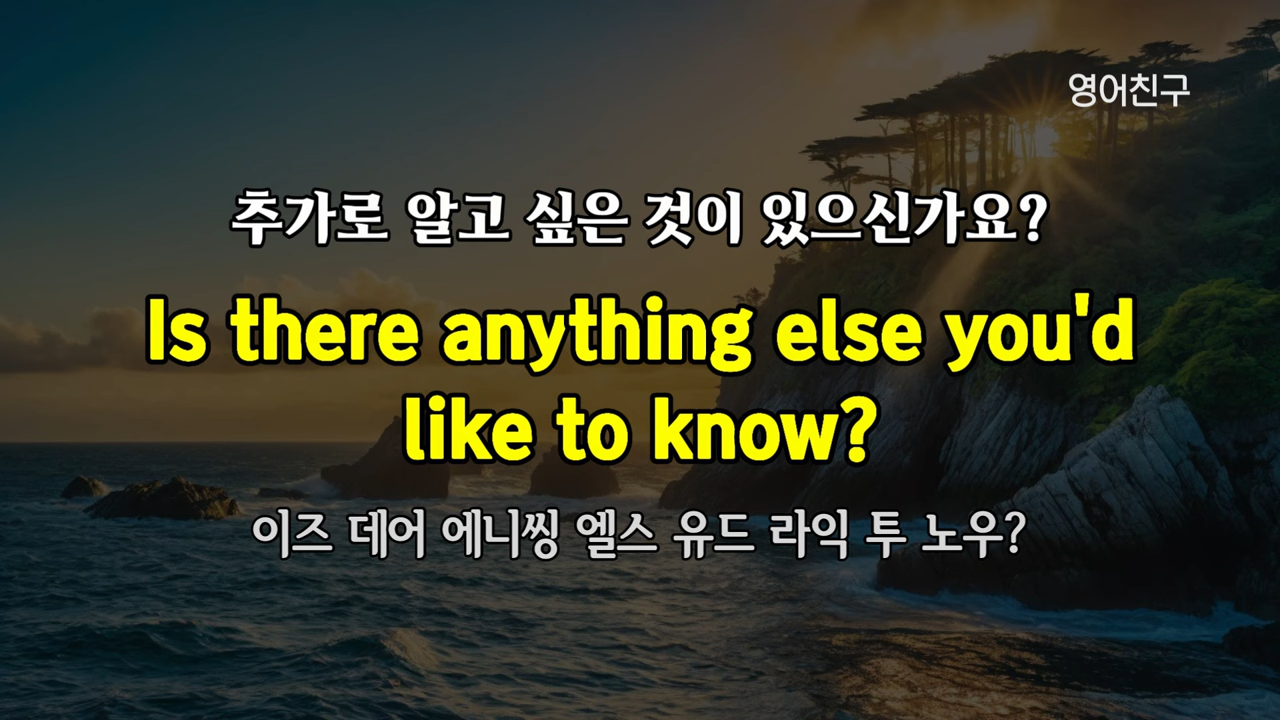 영어친구
추가로 알고 싶은 것이 있으신가요?
Is there anything else you'd
like to know?
이즈 데어 에니씽 엘스 유드 라익 투 노우?